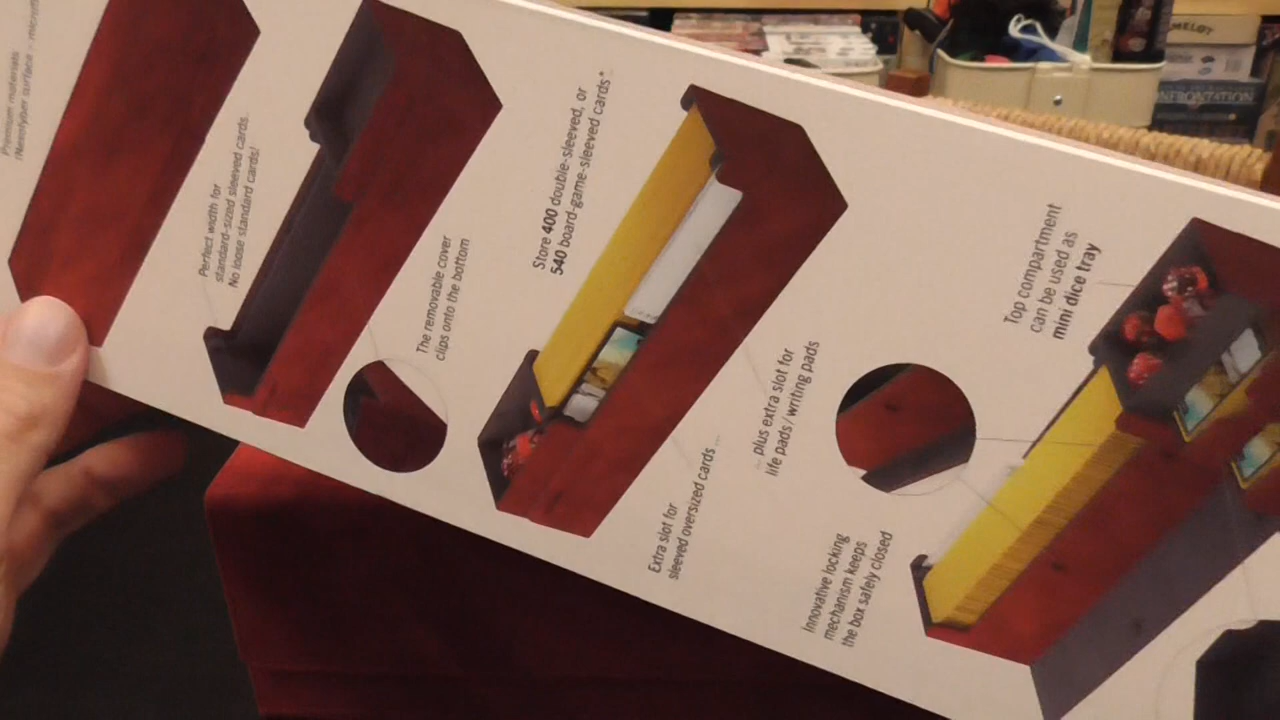 Premium materials
Perfect width for
standard-sized sleeved cards.
No loose standard cards!
The removable cover
clips onto the bottom
Store 400 double-sleeved, or
540 board-game-sleeved cards*
Extra slot for
sleeved oversized cards ...
... plus extra slot for
life pads/writing pads
Innovative locking
mechanism keeps
the box safely closed
Top compartment
can be used as
mini dice tray